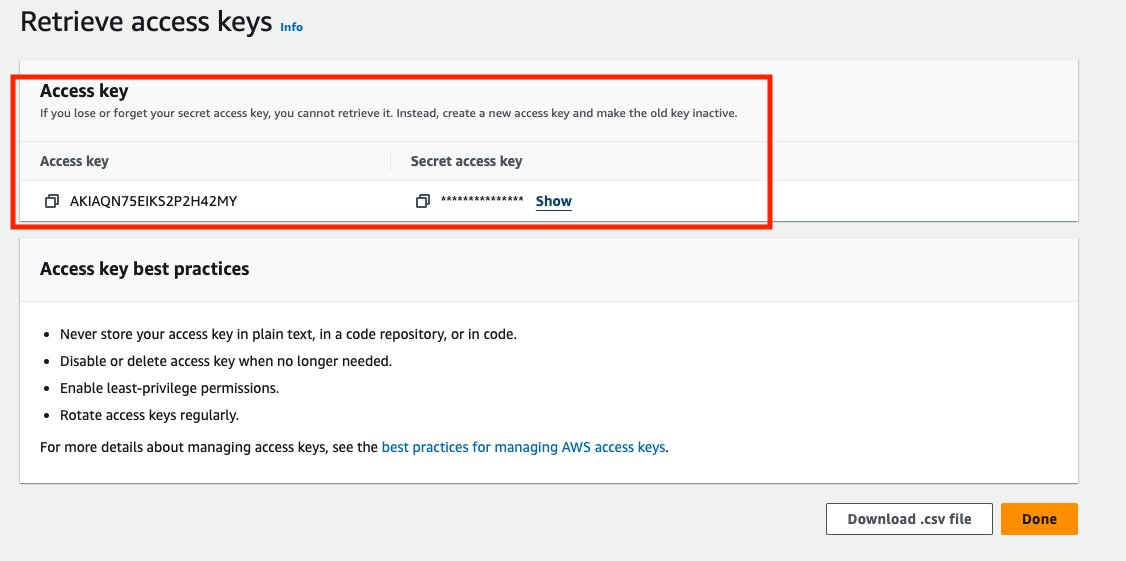 Retrieve access keys Info
Access key
If you lose or forget your secret access key, you cannot retrieve it. Instead, create a new access key and make the old key inactive.
Access key Secret access key
AKIAQN75EIKS2P2H42MY *************** Show
Access key best practices
• Never store your access key in plain text, in a code repository, or in code.
• Disable or delete access key when no longer needed.
• Enable least-privilege permissions.
• Rotate access keys regularly.
For more details about managing access keys, see the best practices for managing AWS access keys.
Download .csv file Done